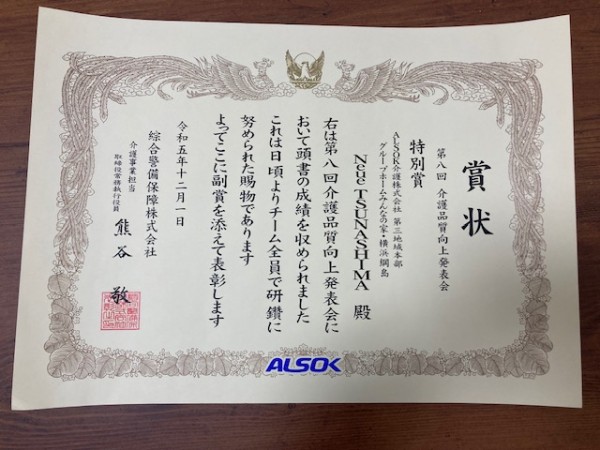 賞状
第八回 介護品質向上発表会
特別賞
ALSOK介護株式会社 第三地域本部
グループホームみんなの家・横浜綱島
Neue TSUNASHIMA 殿
右は第八回介護品質向上発表会に
おいて頭書の成績を収められました
これは日頃よりチーム全員で研鑽に
努められた賜物であります
よってここに副賞を添えて表彰します
令和五年十二月一日
綜合警備保障株式会社
介護事業担当
取締役常務執行役員
熊谷 敬
ALSOK